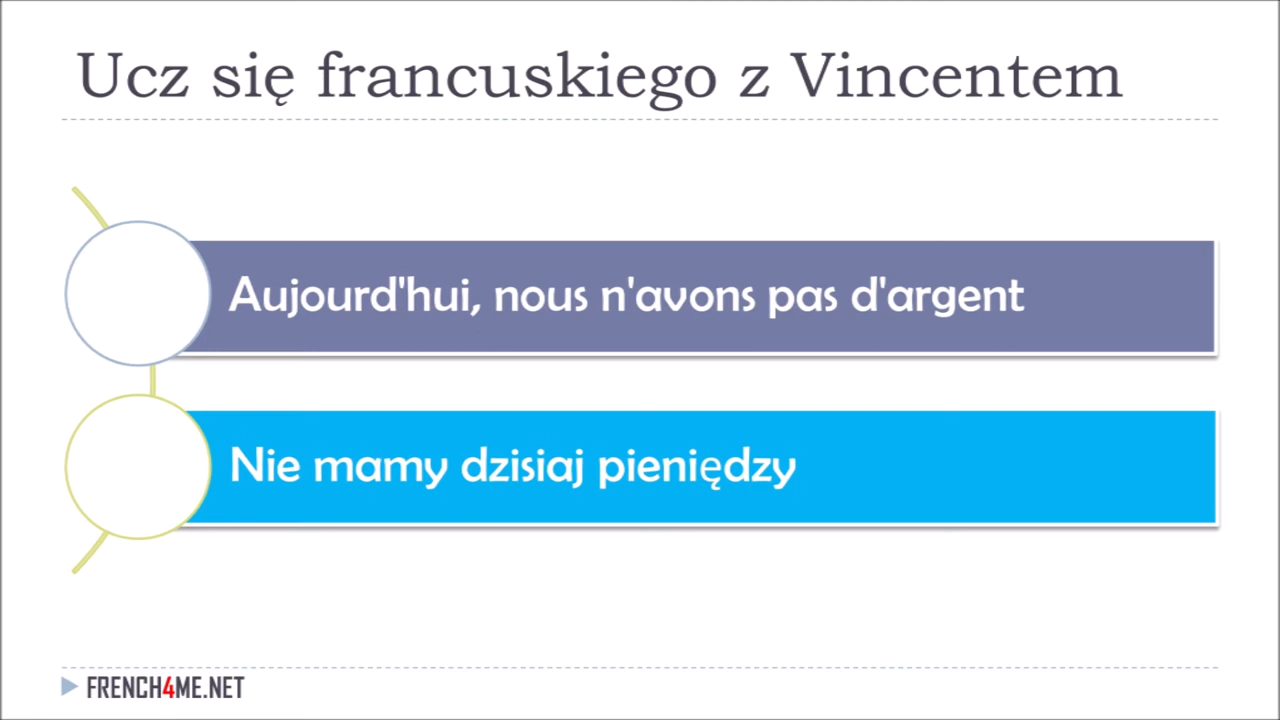 Ucz się francuskiego z Vincentem
Aujourd'hui, nous n'avons pas d'argent
Nie mamy dzisiaj pieniędzy
FRENCH4ME.NET